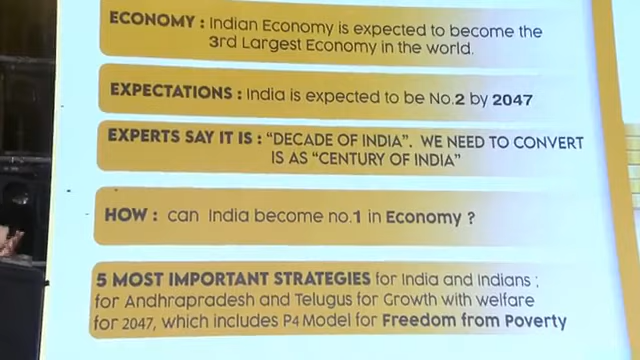 ECONOMY : Indian Economy is expected to become the
3rd Largest Economy in the world.
EXPECTATIONS : India is expected to be No.2 by 2047
EXPERTS SAY IT IS : “DECADE OF INDIA”. WE NEED TO CONVERT
IS AS “CENTURY OF INDIA”
HOW : can India become no.1 in Economy ?
5 MOST IMPORTANT STRATEGIES for India and Indians ;
for Andhrapradesh and Telugus for Growth with welfare
for 2047, which includes P4 Model for Freedom from Poverty